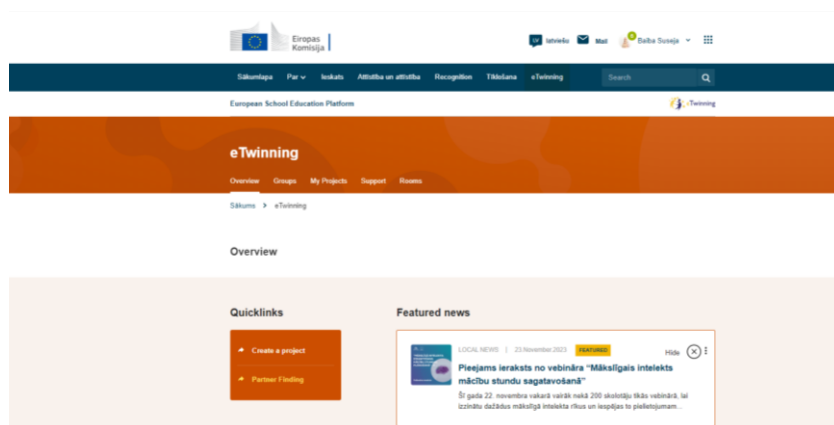 Eiropas
Komisija
LV latviešu Mail 0 Baiba Suseja
Sākumlapa Par Ieskats Attīstība un attīstība Recognition Tīklošana eTwinning Search
European School Education Platform eTwinning
eTwinning
Overview Groups My Projects Support Rooms
Sākums > eTwinning
Overview
Quicklinks Featured news
Create a project
Partner Finding
LOCAL NEWS | 23.November.2023 FEATURED Hide
Pieejams ieraksts no vebināra “Mākslīgais intelekts
mācību stundu sagatavošanā”
Šī gada 22. novembra vakarā vairāk nekā 200 skolotāju tikās vebinārā, lai
izzinātu dažādus mākslīgā intelekta rīkus un iespējas to pielietojumam...